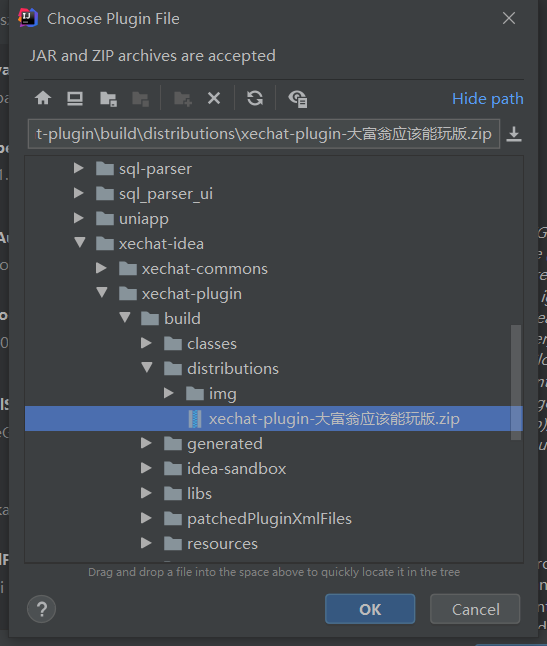 Choose Plugin File
JAR and ZIP archives are accepted
Hide path
t-plugin\build\distributions\xechat-plugin-大富翁应该能玩版.zip
sql-parser
sql_parser_ui
uniapp
xechat-idea
xechat-commons
xechat-plugin
build
classes
distributions
img
xechat-plugin-大富翁应该能玩版.zip
generated
idea-sandbox
libs
patchedPluginXmlFiles
resources
Drag and drop a file into the space above to quickly locate it in the tree
?
OK
Cancel